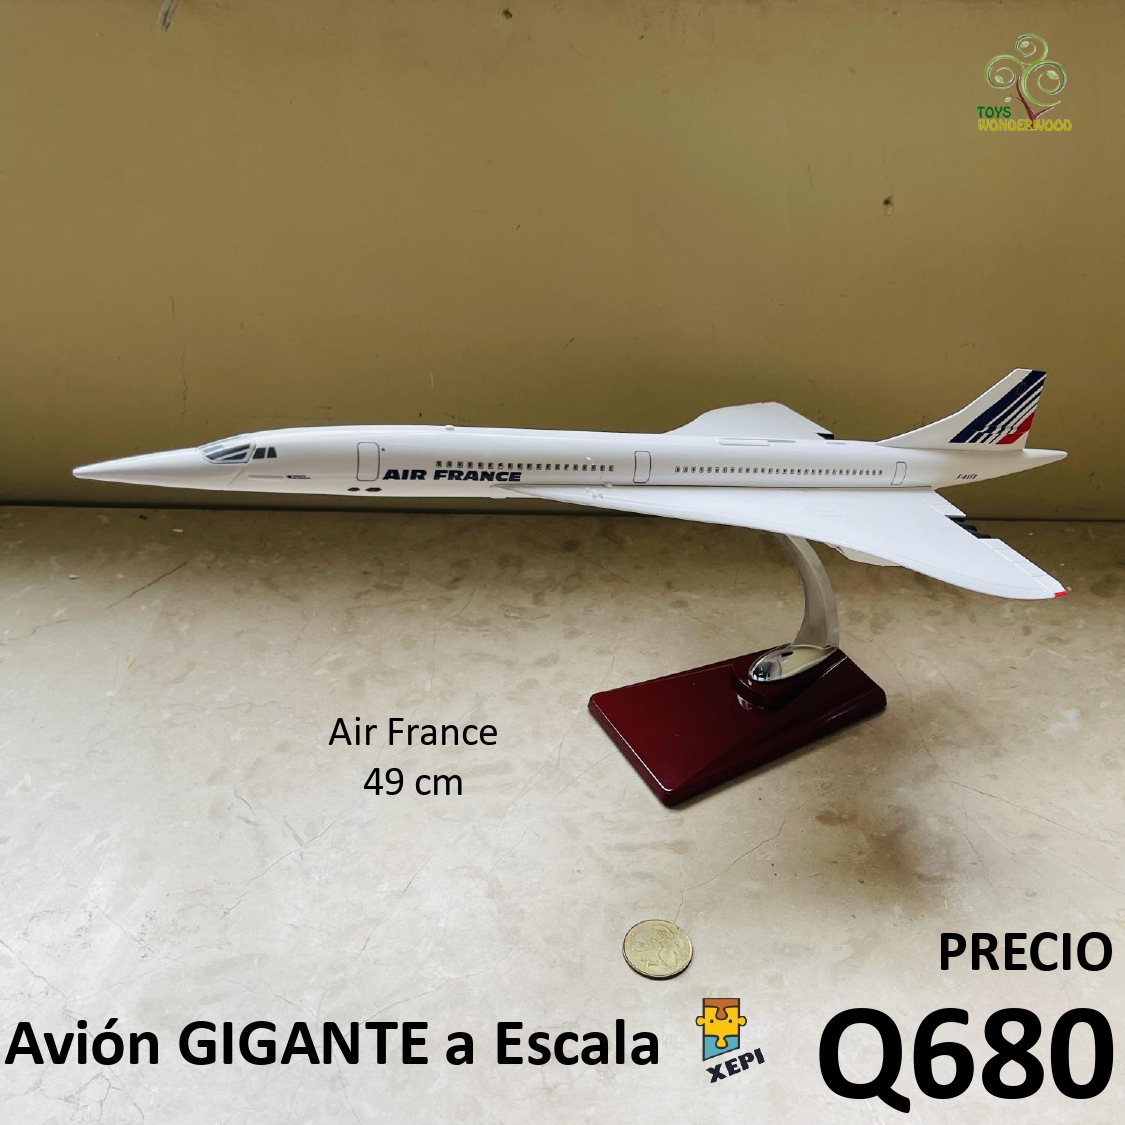 TOYS
WONDERWOOD
AIR FRANCE
Air France
49 cm
PRECIO
Avión GIGANTE a Escala
XEPI
Q680